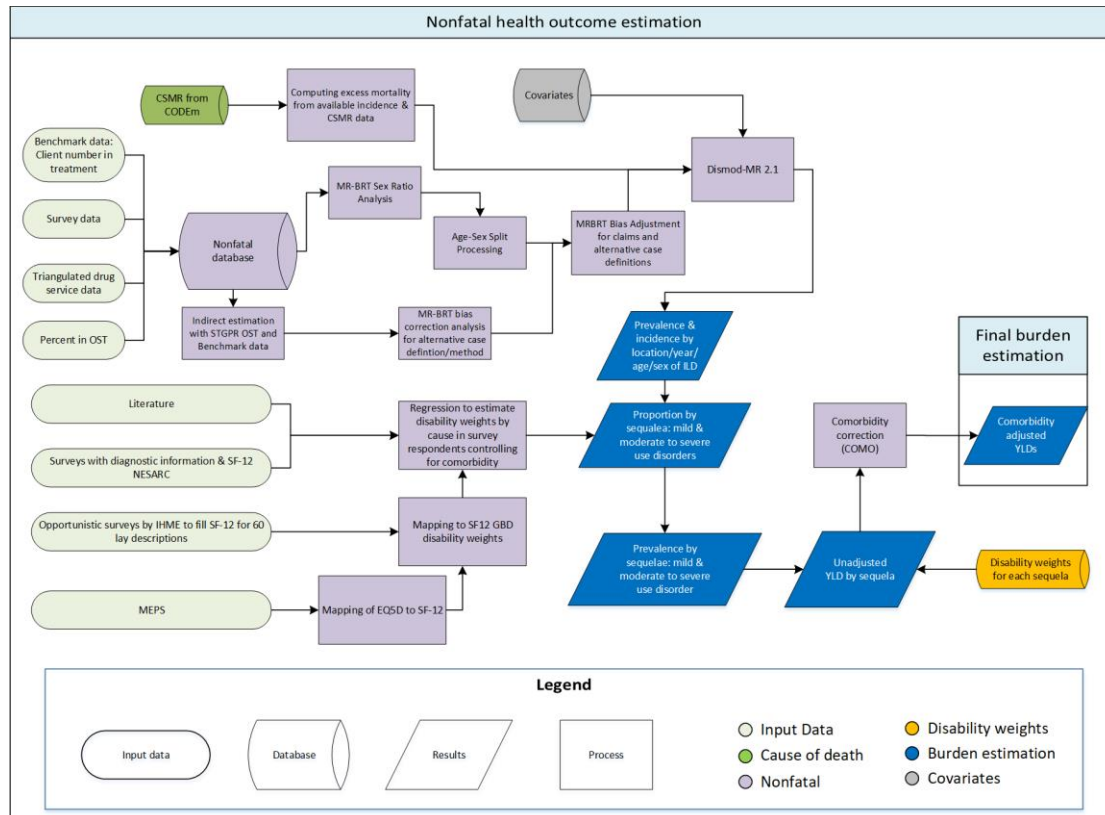 Nonfatal health outcome estimation
CSMR from
CODEm
Computing excess mortality
from available incidence &
CSMR data
Covariates
Benchmark data:
Client number in
treatment
Survey data
Triangulated drug
service data
Percent in OST
Nonfatal
database
MR-BRT Sex Ratio
Analysis
Age-Sex Split
Processing
MRBRT Bias Adjustment
for claims and
alternative case
definitions
Dismod-MR 2.1
Indirect estimation
with STGPR OST and
Benchmark data
MR-BRT bias
correction analysis
for alternative case
defintion/method
Prevalence &
incidence by
location/year/
age/sex of ILD
Final burden
estimation
Literature
Surveys with diagnostic information & SF-12
NESARC
Regression to estimate
disability weights by
cause in survey
respondents controlling
for comorbidity
Proportion by
sequalea: mild &
moderate to severe
use disorders
Comorbidity
correction
(COMO)
Comorbidity
adjusted
YLDs
Opportunistic surveys by IHME to fill SF-12 for 60
lay descriptions
Mapping to SF12 GBD
disability weights
Prevalence by
sequelae: mild &
moderate to severe
use disorder
Unadjusted
YLD by sequela
Disability weights
for each sequela
MEPS
Mapping of EQ5D to SF-12
Legend
Input data
Database
Results
Process
Input Data
Cause of death
Nonfatal
Disability weights
Burden estimation
Covariates